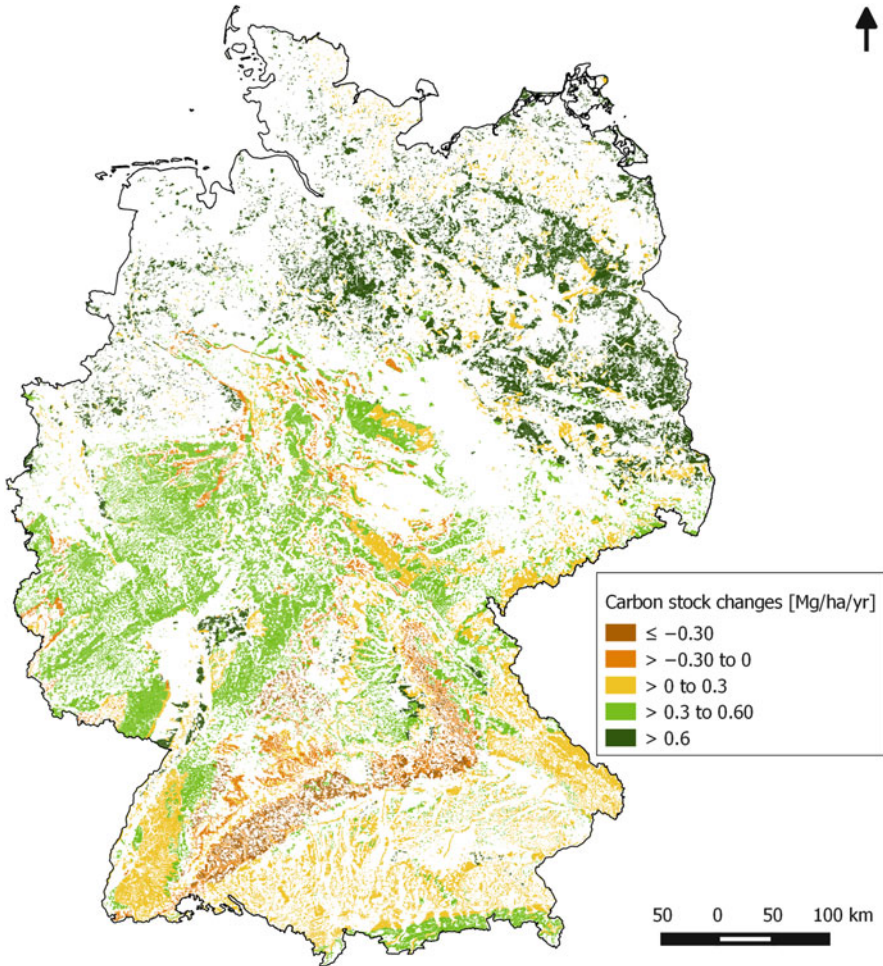 Carbon stock changes [Mg/ha/yr]
≤ −0.30
> −0.30 to 0
> 0 to 0.3
> 0.3 to 0.60
> 0.6
50 0 50 100 km